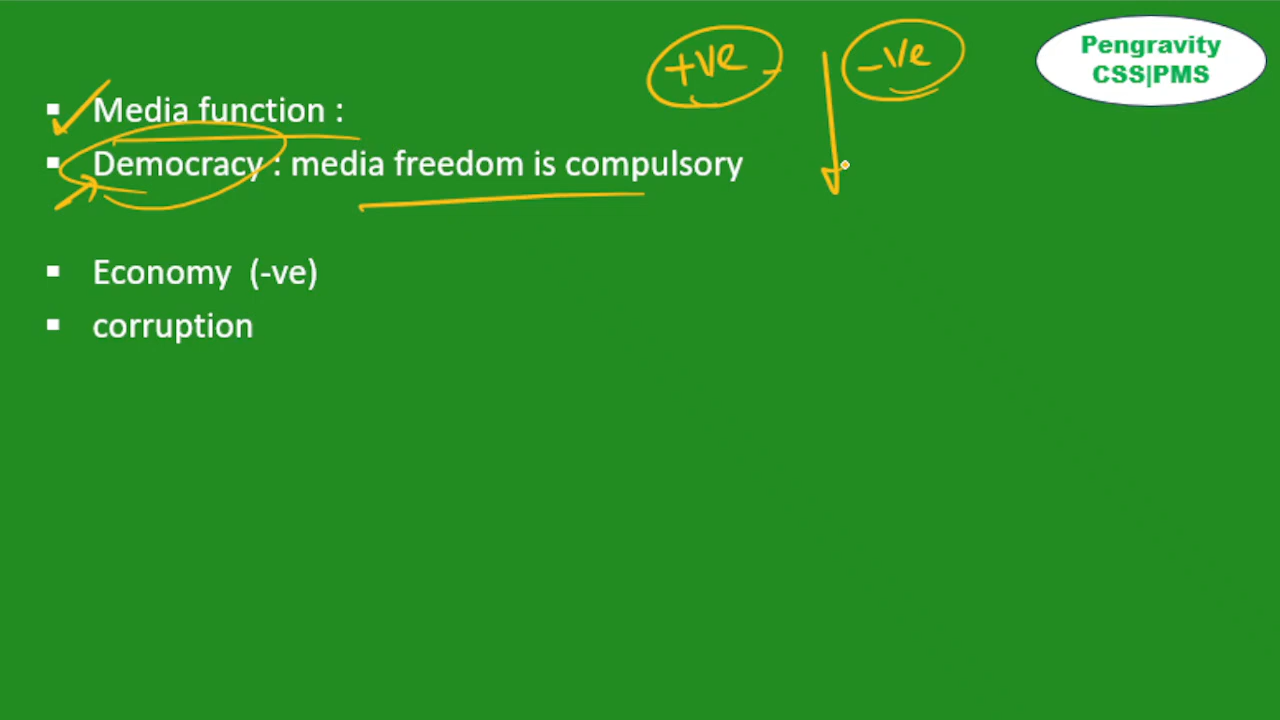 +ve -ve
Pengravity
CSS|PMS
▪ Media function :
▪ Democracy : media freedom is compulsory
▪ Economy (-ve)
▪ corruption